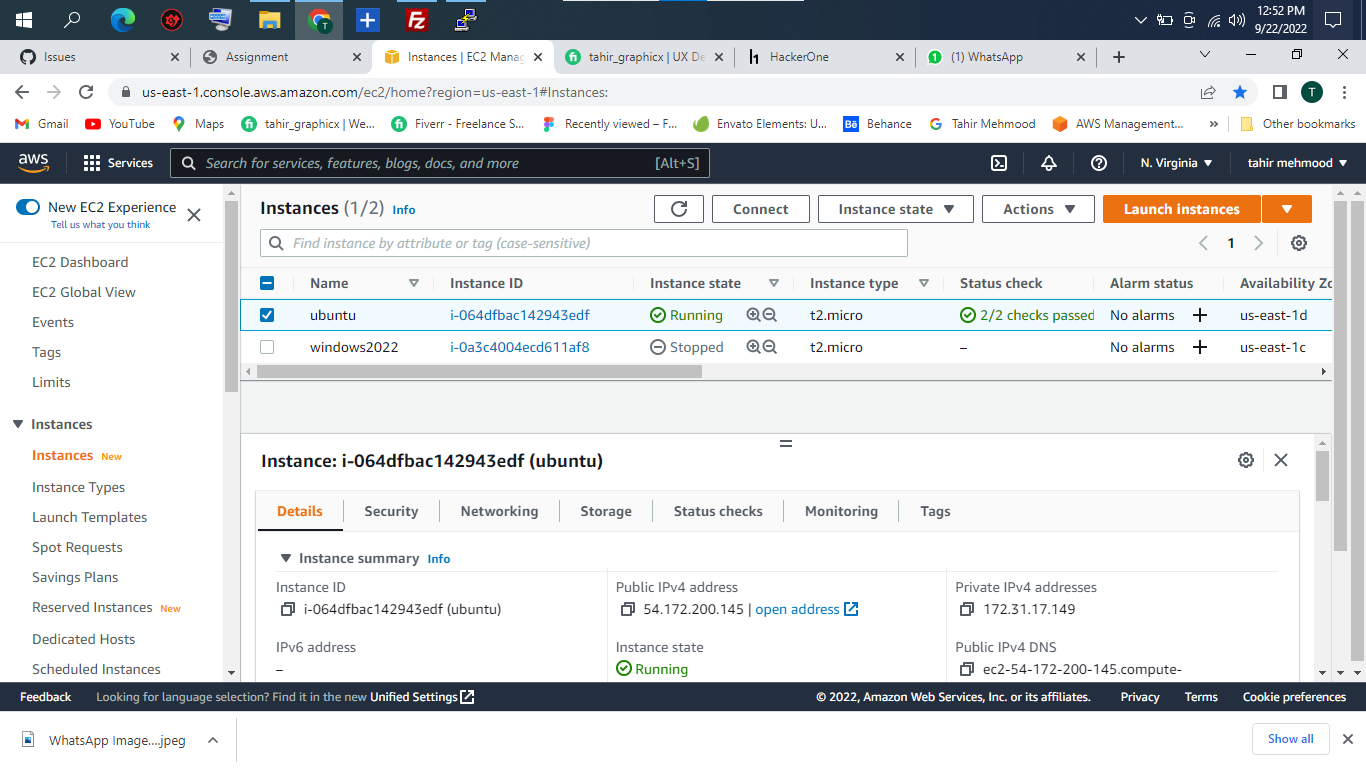 12:52 PM
9/22/2022
Issues
Assignment
Instances | EC2 Manag
tahir_graphicx | UX De
HackerOne
(1) WhatsApp
us-east-1.console.aws.amazon.com/ec2/home?region=us-east-1#Instances:
T
Gmail
YouTube
Maps
tahir_graphicx | We...
Fiverr - Freelance S...
Recently viewed – F...
Envato Elements: U...
Behance
Tahir Mehmood
AWS Management...
»
Other bookmarks
aws
Services
Search for services, features, blogs, docs, and more
[Alt+S]
N. Virginia
tahir mehmood
New EC2 Experience
Tell us what you think
EC2 Dashboard
EC2 Global View
Events
Tags
Limits
Instances
Instances New
Instance Types
Launch Templates
Spot Requests
Savings Plans
Reserved Instances New
Dedicated Hosts
Scheduled Instances
Instances (1/2) Info
Connect
Instance state
Actions
Launch instances
Find instance by attribute or tag (case-sensitive)
1
Name Instance ID Instance state Instance type Status check Alarm status Availability Zo
ubuntu i-064dfbac142943edf Running t2.micro 2/2 checks passed No alarms us-east-1d
windows2022 i-0a3c4004ecd611af8 Stopped t2.micro – No alarms us-east-1c
Instance: i-064dfbac142943edf (ubuntu)
Details
Security
Networking
Storage
Status checks
Monitoring
Tags
Instance summary Info
Instance ID
i-064dfbac142943edf (ubuntu)
Public IPv4 address
54.172.200.145 | open address
Private IPv4 addresses
172.31.17.149
IPv6 address
–
Instance state
Running
Public IPv4 DNS
ec2-54-172-200-145.compute-
Feedback
Looking for language selection? Find it in the new Unified Settings
© 2022, Amazon Web Services, Inc. or its affiliates.
Privacy
Terms
Cookie preferences
WhatsApp Image....jpeg
Show all